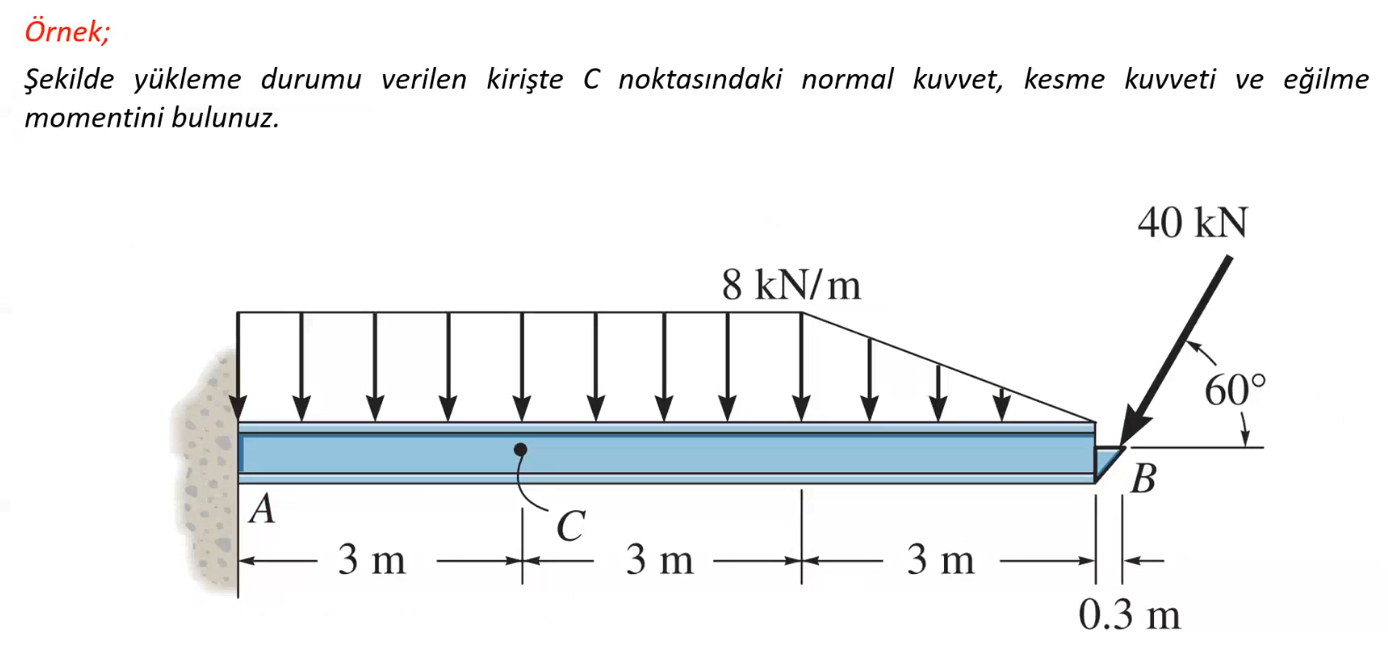 Örnek;
Şekilde yükleme durumu verilen kirişte C noktasındaki normal kuvvet, kesme kuvveti ve eğilme
momentini bulunuz.
40 kN
8 kN/m
60°
B
A
C
3 m
3 m
3 m
0.3 m